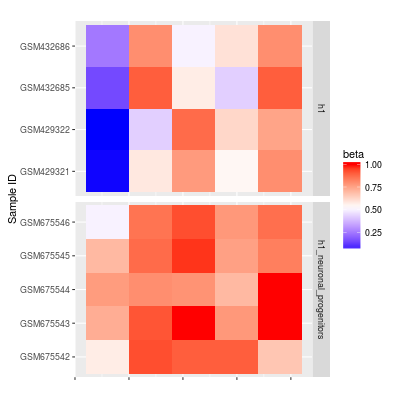 GSM432686
GSM432685
GSM429322
GSM429321
h1
GSM675546
GSM675545
GSM675544
GSM675543
GSM675542
h1_neuronal_progenitors
Sample ID
beta
1.00
0.75
0.50
0.25